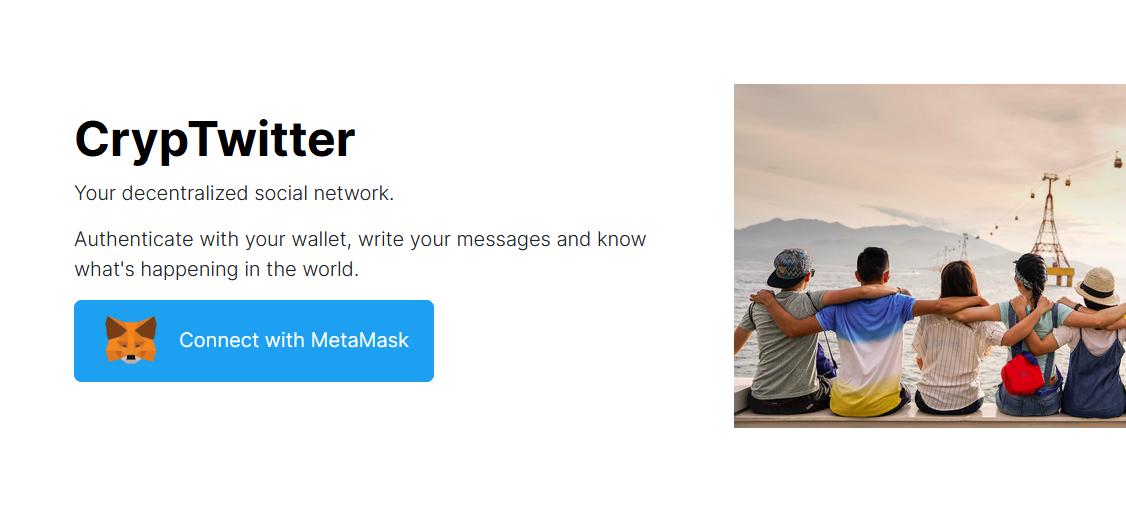 CrypTwitter
Your decentralized social network.
Authenticate with your wallet, write your messages and know
what's happening in the world.
Connect with MetaMask